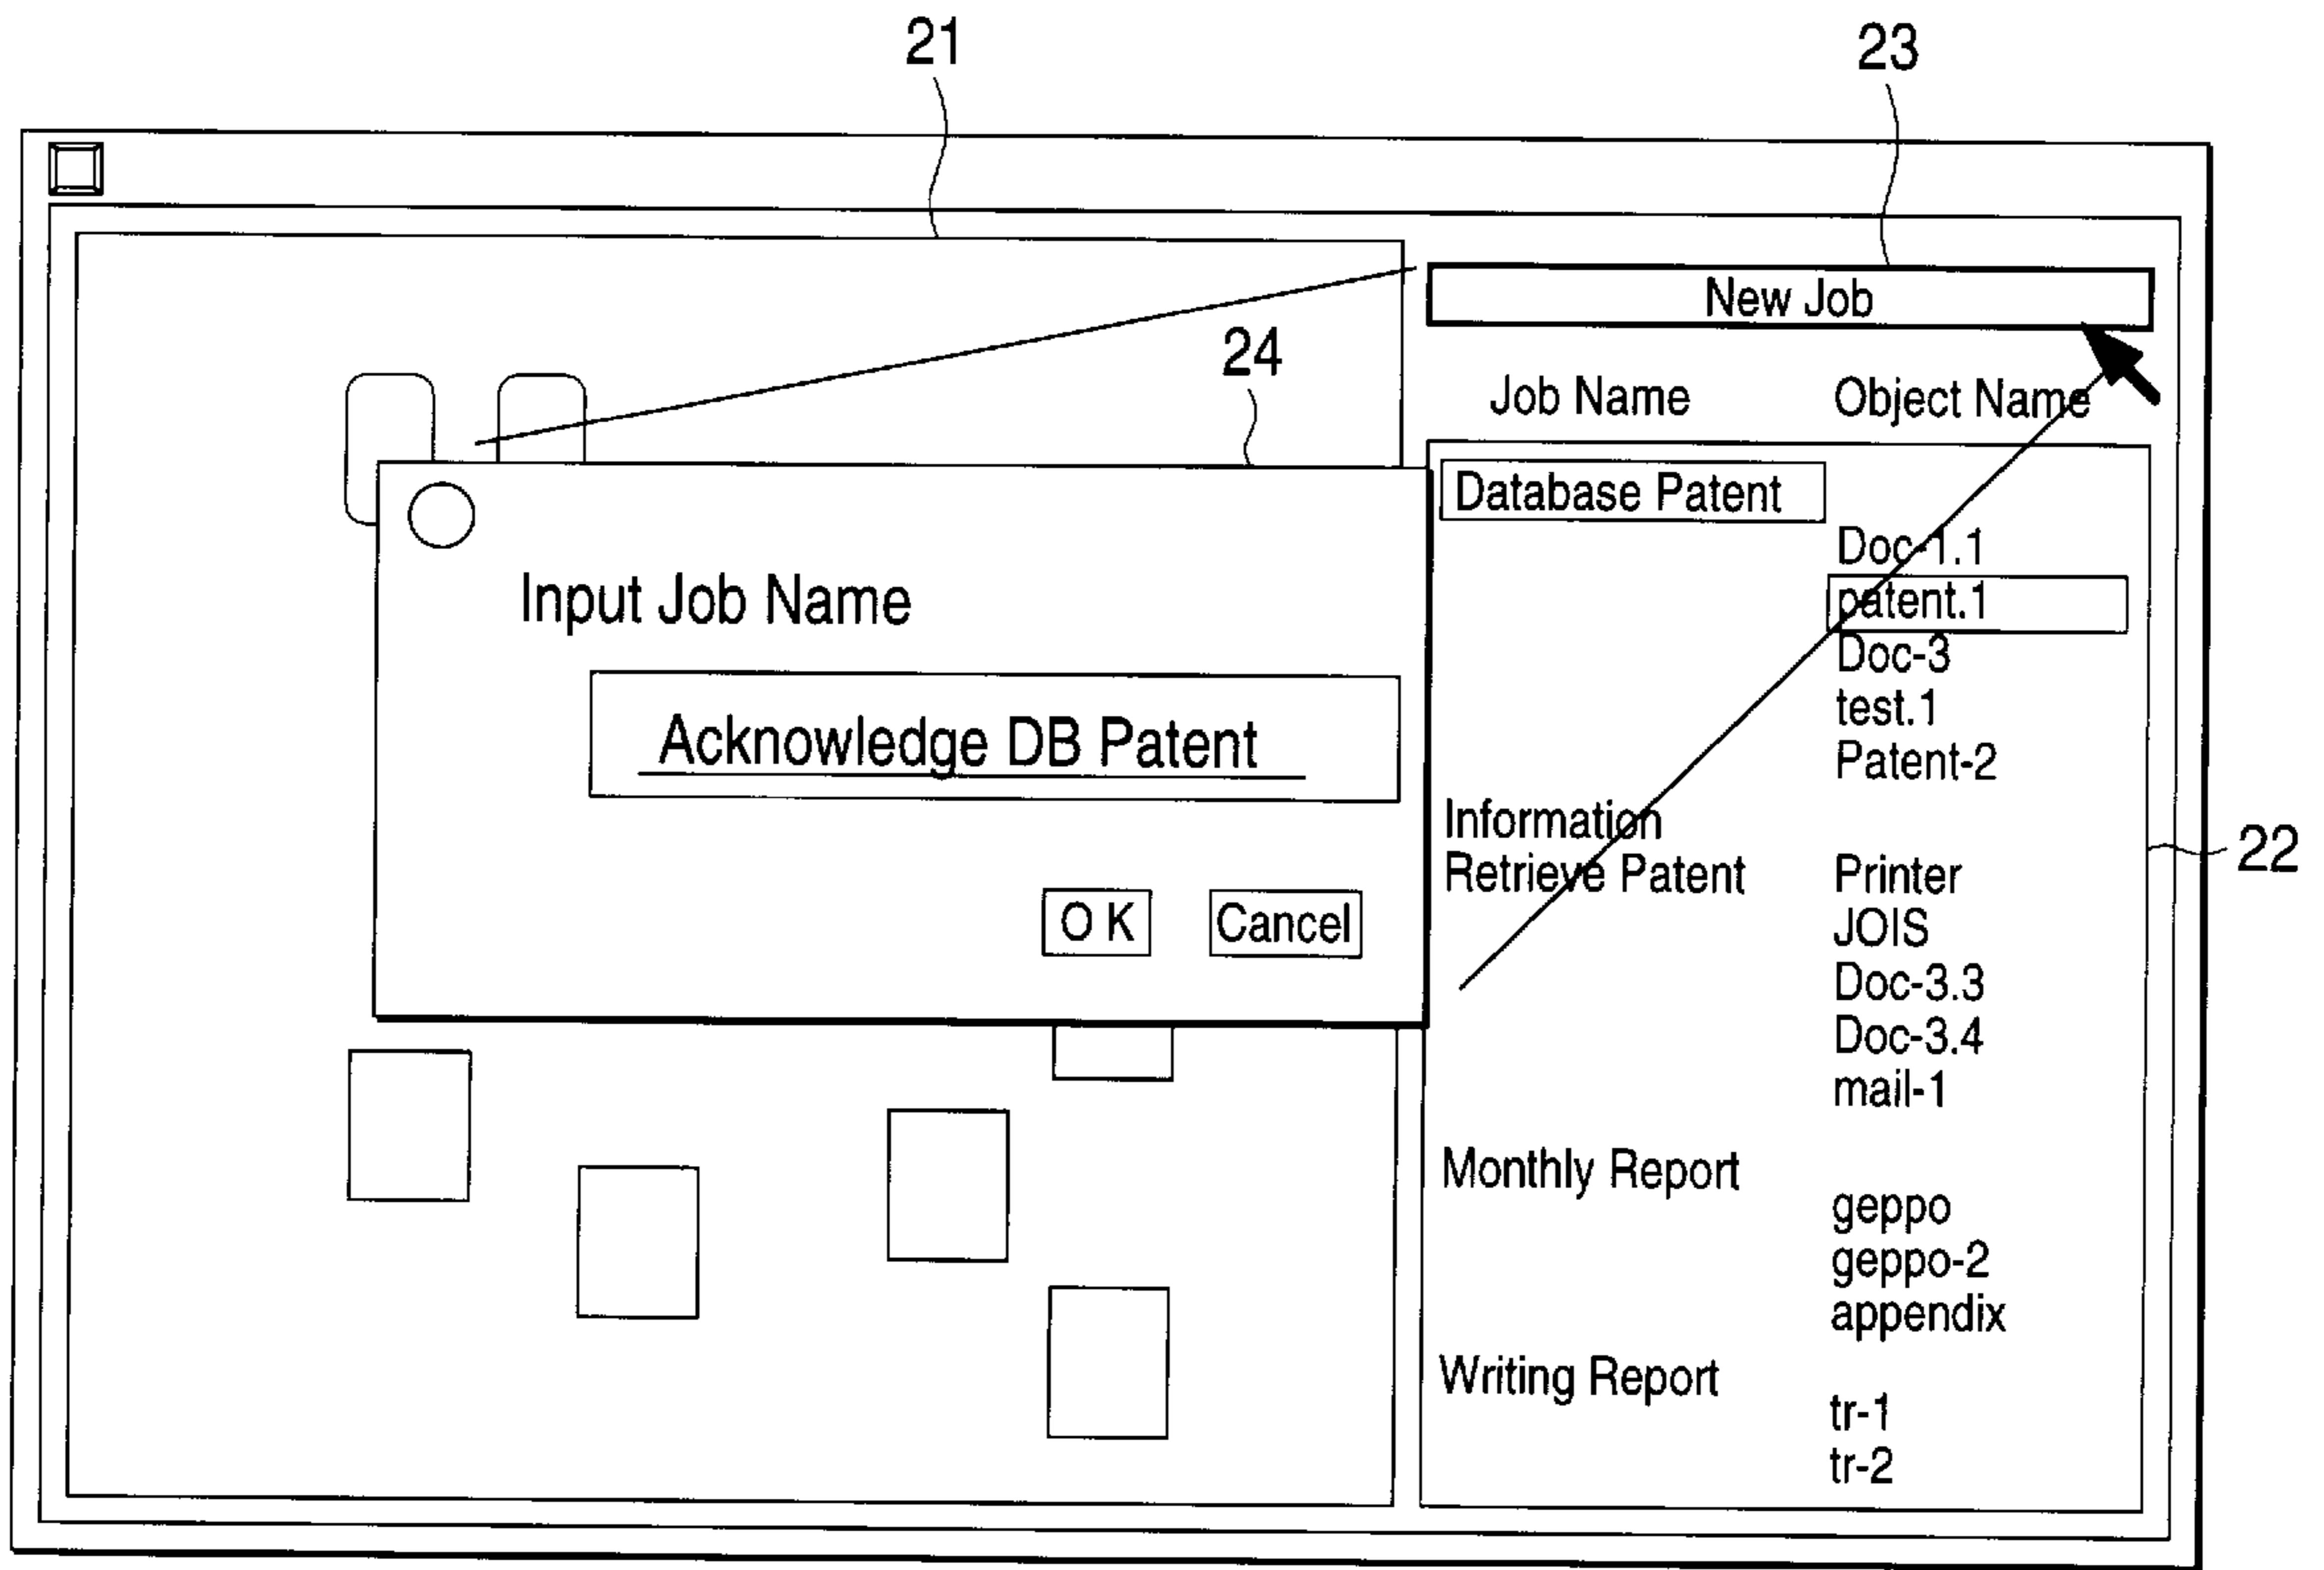 21
23
New Job
24
Job Name Object Name
Database Patent
Doc-1.1
Input Job Name
patent.1
Doc-3
test.1
Acknowledge DB Patent
Patent-2
Information
22
Retrieve Patent Printer
OK Cancel
JOIS
Doc-3.3
Doc-3.4
mail-1
Monthly Report
geppo
geppo-2
appendix
Writing Report
tr-1
tr-2